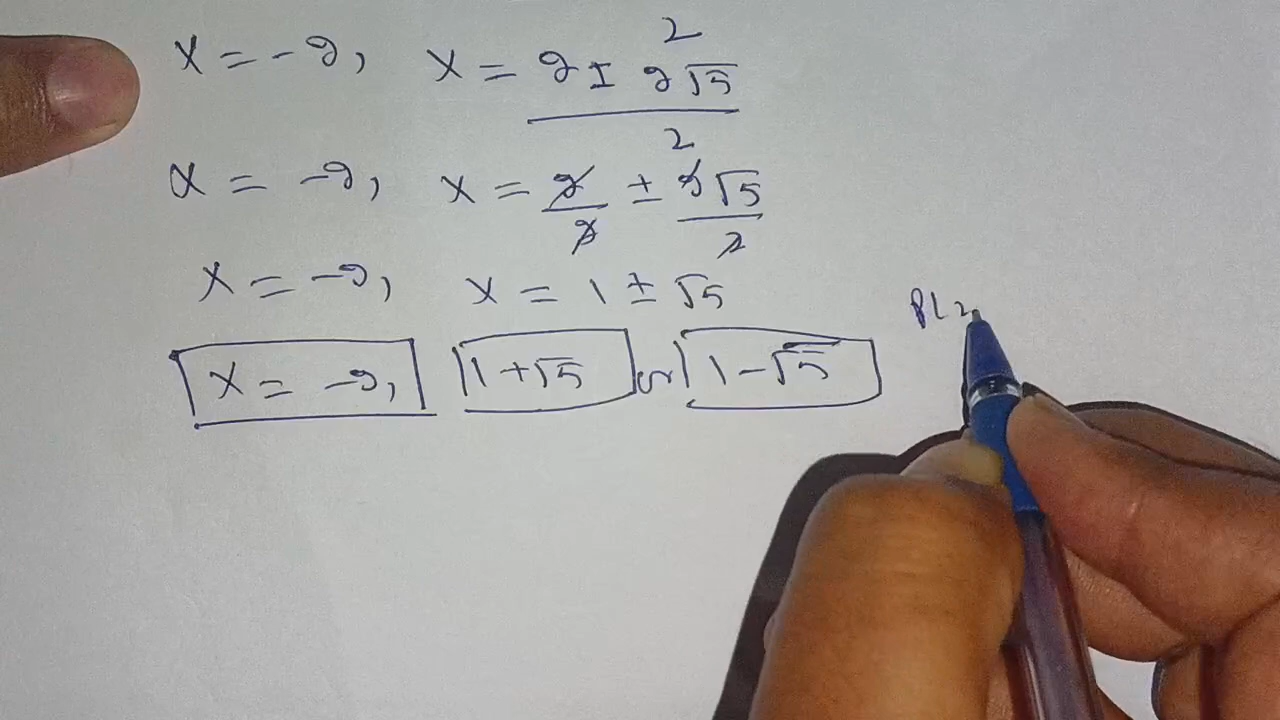 2
x = -2, x = 2 ± 2√5
2
x = -2, x = 2/2 ± 2√5/2
x = -2, x = 1 ± √5
x = -2, 1+√5 or 1-√5